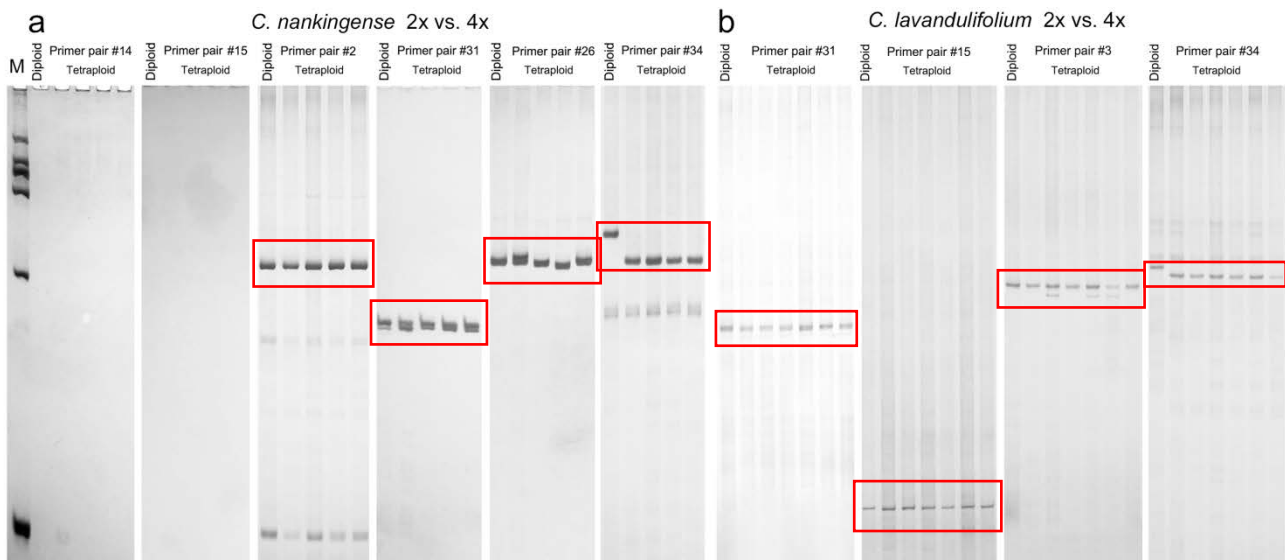 a C. nankingense 2x vs. 4x
M Diploid Primer pair #14 Tetraploid
Diploid Primer pair #15 Tetraploid
Diploid Primer pair #2 Tetraploid
Diploid Primer pair #31 Tetraploid
Diploid Primer pair #26 Tetraploid
Diploid Primer pair #34 Tetraploid
b C. lavandulifolium 2x vs. 4x
Diploid Primer pair #31 Tetraploid
Diploid Primer pair #15 Tetraploid
Diploid Primer pair #3 Tetraploid
Diploid Primer pair #34 Tetraploid